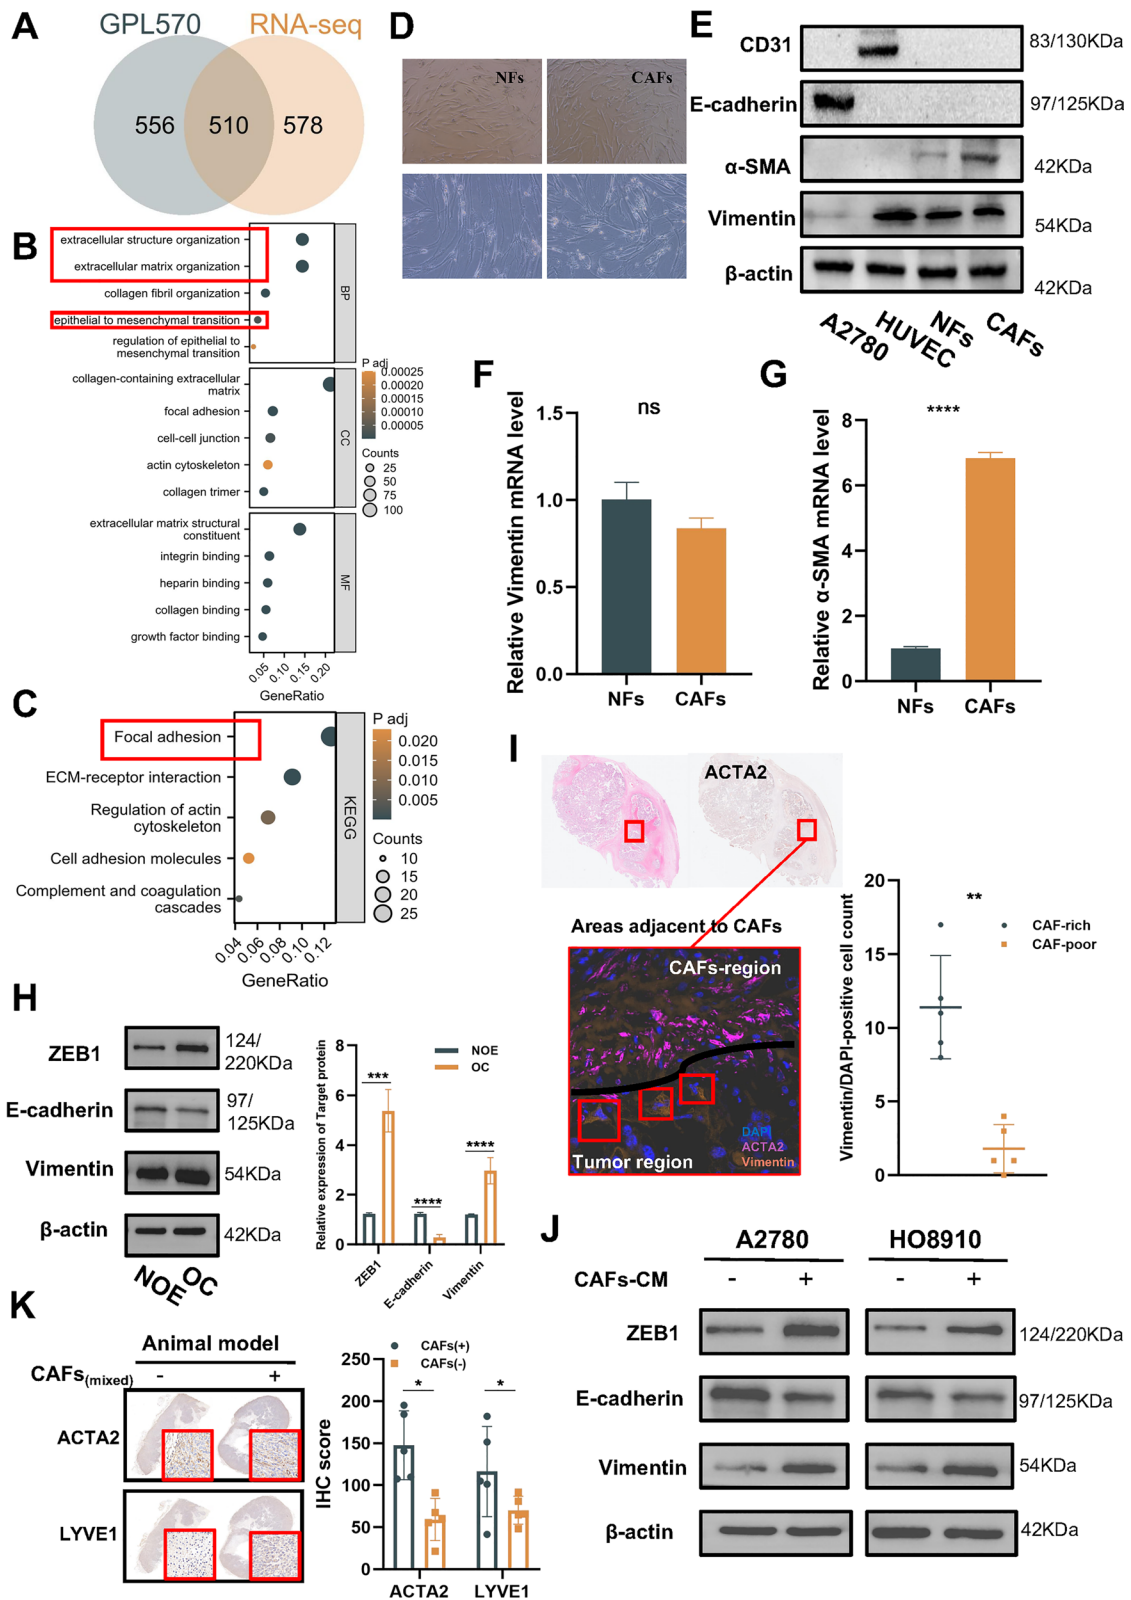 A
GPL570
RNA-seq
556
510
578
B
extracellular structure organization
extracellular matrix organization
collagen fibril organization
epithelial to mesenchymal transition
regulation of epithelial to
mesenchymal transition
BP
collagen-containing extracellular
matrix
focal adhesion
cell-cell junction
actin cytoskeleton
collagen trimer
CC
extracellular matrix structural
constituent
integrin binding
heparin binding
collagen binding
growth factor binding
MF
0.05
0.10
0.15
0.20
GeneRatio
P adj
0.00025
0.00020
0.00015
0.00010
0.00005
Counts
25
50
75
100
C
Focal adhesion
ECM-receptor interaction
Regulation of actin
cytoskeleton
Cell adhesion molecules
Complement and coagulation
cascades
KEGG
0.04
0.06
0.08
0.10
0.12
GeneRatio
P adj
0.020
0.015
0.010
0.005
Counts
10
15
20
25
D
NFs
CAFs
E
CD31
83/130KDa
E-cadherin
97/125KDa
α-SMA
42KDa
Vimentin
54KDa
β-actin
42KDa
A2780
HUVEC
NFs
CAFs
F
Relative Vimentin mRNA level
1.5
1.0
0.5
0.0
ns
NFs
CAFs
G
Relative α-SMA mRNA level
8
6
4
2
0
****
NFs
CAFs
H
ZEB1
124/
220KDa
E-cadherin
97/
125KDa
Vimentin
54KDa
β-actin
42KDa
NOE
OC
Relative expression of Target protein
8
6
4
2
0
NOE
OC
***
****
****
ZEB1
E-cadherin
Vimentin
I
ACTA2
Areas adjacent to CAFs
CAFs-region
DAPI
ACTA2
Vimentin
Tumor region
Vimentin/DAPI-positive cell count
20
15
10
5
0
**
CAF-rich
CAF-poor
J
A2780
HO8910
CAFs-CM
-
+
-
+
ZEB1
124/220KDa
E-cadherin
97/125KDa
Vimentin
54KDa
β-actin
42KDa
K
Animal model
CAFs(mixed)
-
+
ACTA2
LYVE1
IHC score
250
200
150
100
50
0
CAFs(+)
CAFs(-)
*
*
ACTA2
LYVE1